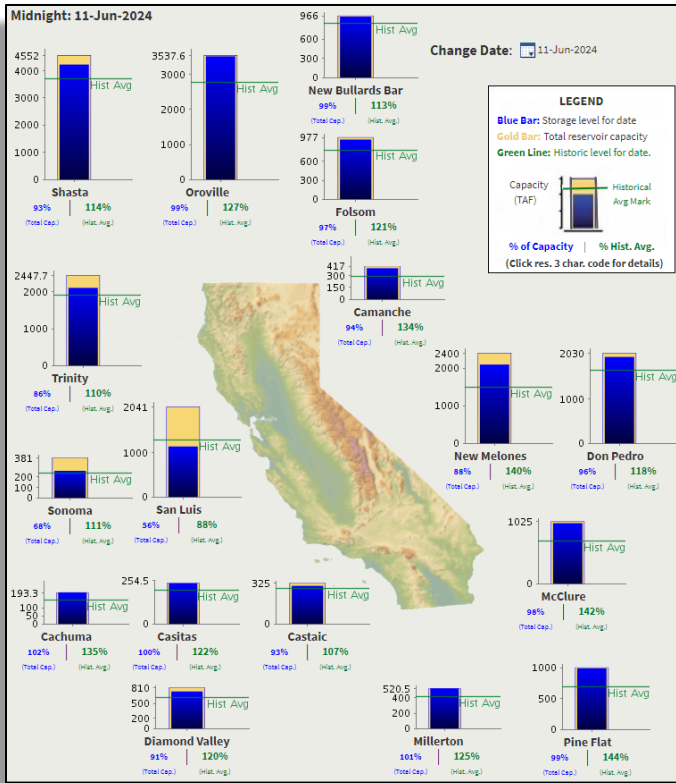 Midnight: 11-Jun-2024
Change Date: 11-Jun-2024
4552
4000
3000
2000
1000
0
Hist Avg
Shasta
93% | 114%
(Total Cap.) (Hist. Avg.)
3537.6
3000
2000
1000
0
Hist Avg
Oroville
99% | 127%
(Total Cap.) (Hist. Avg.)
966
600
300
0
Hist Avg
New Bullards Bar
99% | 113%
(Total Cap.) (Hist. Avg.)
977
600
300
0
Hist Avg
Folsom
97% | 121%
(Total Cap.) (Hist. Avg.)
LEGEND
Blue Bar: Storage level for date
Gold Bar: Total reservoir capacity
Green Line: Historic level for date.
Capacity
(TAF)
Historical
Avg Mark
% of Capacity | % Hist. Avg.
(Click res. 3 char. code for details)
417
300
150
0
Hist Avg
Camanche
94% | 134%
(Total Cap.) (Hist. Avg.)
2447.7
2000
1000
0
Hist Avg
Trinity
86% | 110%
(Total Cap.) (Hist. Avg.)
2400
2000
1000
0
Hist Avg
New Melones
88% | 140%
(Total Cap.) (Hist. Avg.)
2030
1000
0
Hist Avg
Don Pedro
96% | 118%
(Total Cap.) (Hist. Avg.)
381
200
100
0
Hist Avg
Sonoma
68% | 111%
(Total Cap.) (Hist. Avg.)
2041
1000
0
Hist Avg
San Luis
56% | 88%
(Total Cap.) (Hist. Avg.)
1025
0
Hist Avg
McClure
98% | 142%
(Total Cap.) (Hist. Avg.)
193.3
100
50
0
Hist Avg
Cachuma
102% | 135%
(Total Cap.) (Hist. Avg.)
254.5
0
Hist Avg
Casitas
100% | 122%
(Total Cap.) (Hist. Avg.)
325
0
Hist Avg
Castaic
93% | 107%
(Total Cap.) (Hist. Avg.)
810
500
250
0
Hist Avg
Diamond Valley
91% | 120%
(Total Cap.) (Hist. Avg.)
520.5
400
200
0
Hist Avg
Millerton
101% | 125%
(Total Cap.) (Hist. Avg.)
1000
500
0
Hist Avg
Pine Flat
99% | 144%
(Total Cap.) (Hist. Avg.)